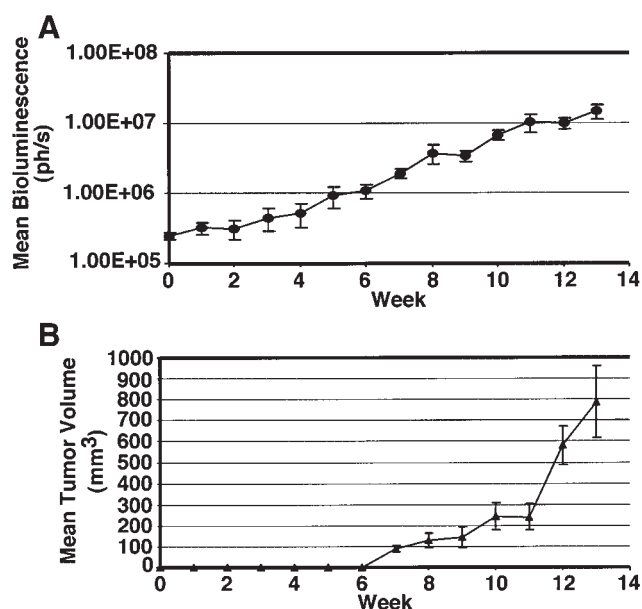 A
Mean Bioluminescence
(ph/s)
1.00E+08
1.00E+07
1.00E+06
1.00E+05
0 2 4 6 8 10 12 14
Week
B
Mean Tumor Volume
(mm³)
1000
900
800
700
600
500
400
300
200
100
0
0 2 4 6 8 10 12 14
Week